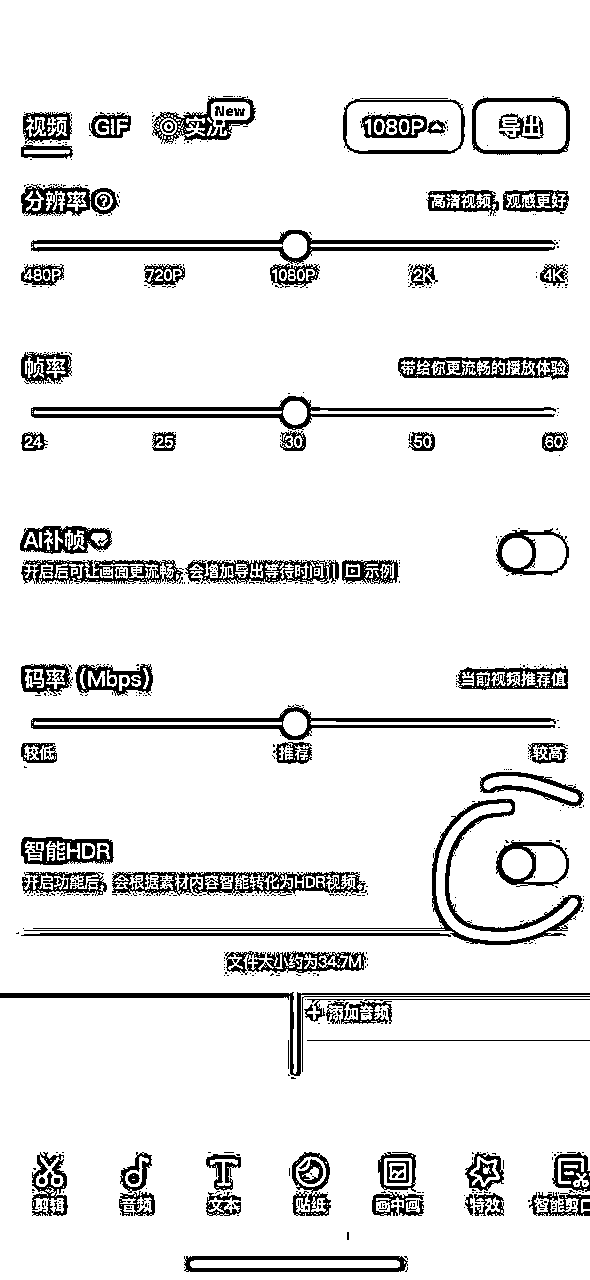 视频 GIF 实况 New 1080P 导出
分辨率 ? 高清视频，观感更好
480P 720P 1080P 2K 4K
帧率 带给你更流畅的播放体验
24 25 30 50 60
AI补帧
开启后可让画面更流畅，会增加导出等待时间 | 示例
码率（Mbps） 当前视频推荐值
较低 推荐 较高
智能HDR
开启功能后，会根据素材内容智能转化为HDR视频。
文件大小约为34.7M
+ 添加音频
剪辑 音频 文本 贴纸 画中画 特效 智能剪口